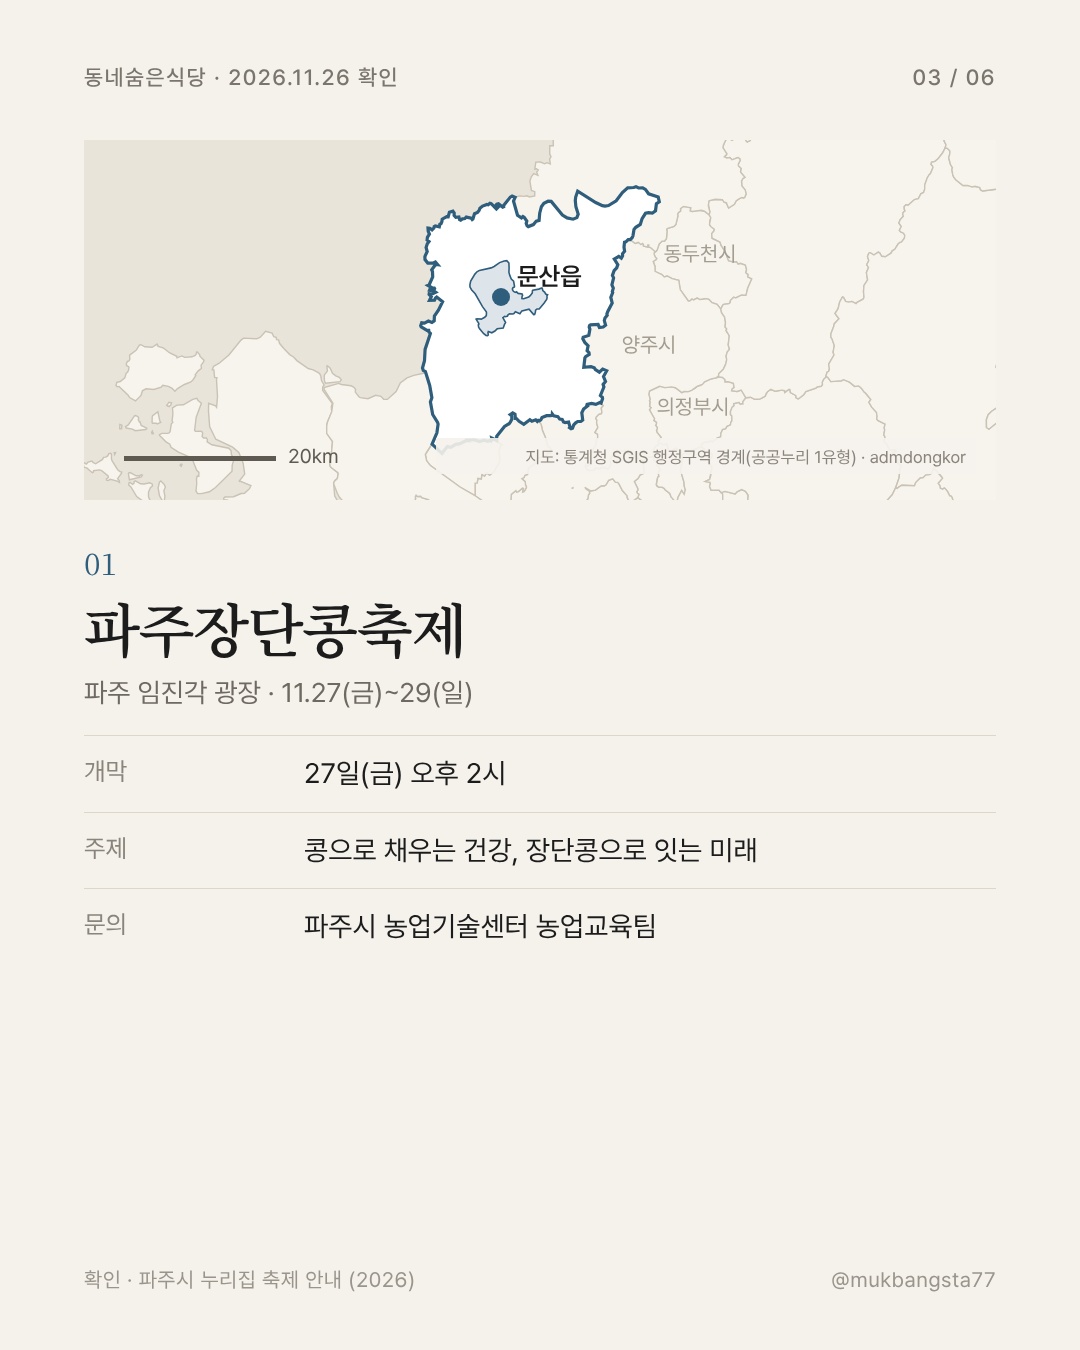 동네숨은식당 · 2026.11.26 확인
03 / 06
문산읍
동두천시
양주시
의정부시
20km
지도: 통계청 SGIS 행정구역 경계(공공누리 1유형) · admdongkor
01
파주장단콩축제
파주 임진각 광장 · 11.27(금)~29(일)
개막 27일(금) 오후 2시
주제 콩으로 채우는 건강, 장단콩으로 잇는 미래
문의 파주시 농업기술센터 농업교육팀
확인 · 파주시 누리집 축제 안내 (2026)
@mukbangsta77